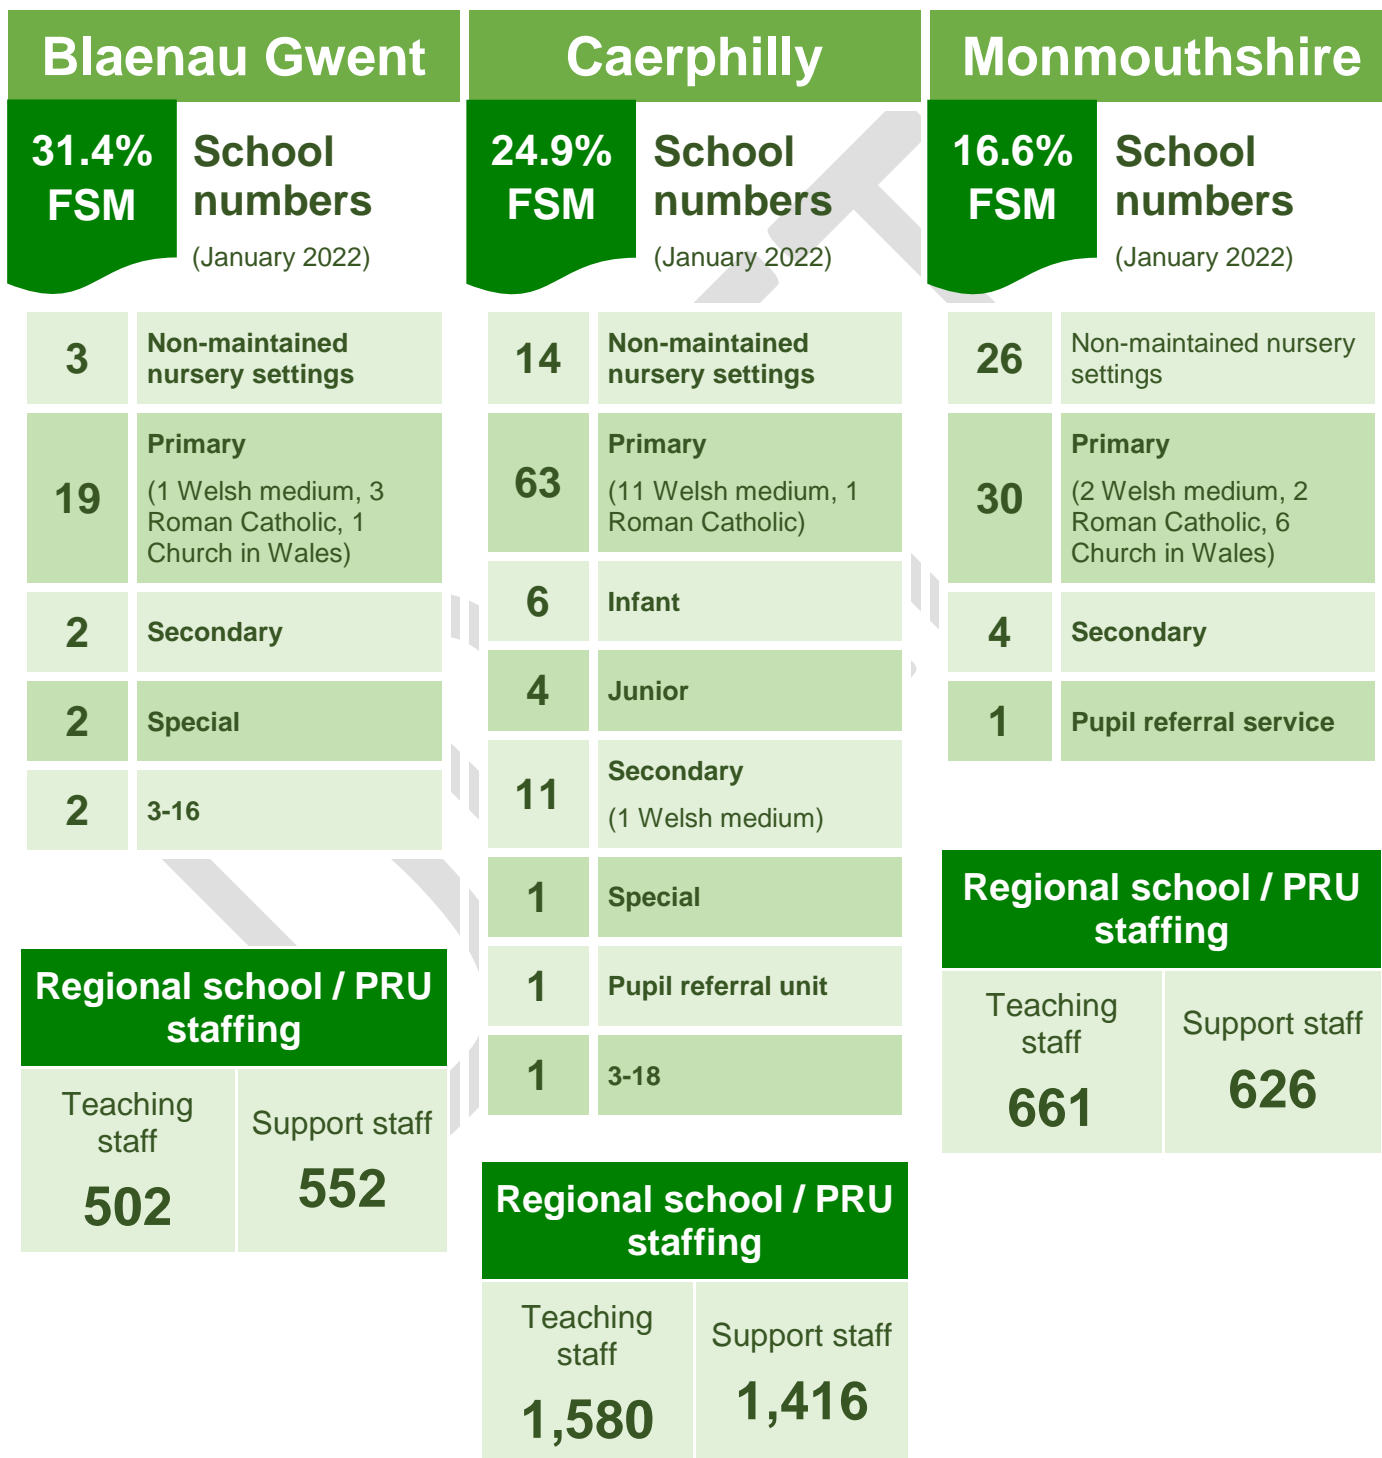 Blaenau Gwent
31.4%
FSM
School
numbers
(January 2022)
3
Non-maintained
nursery settings
19
Primary
(1 Welsh medium, 3
Roman Catholic, 1
Church in Wales)
2
Secondary
2
Special
2
3-16
Regional school / PRU
staffing
Teaching
staff
502
Support staff
552
Caerphilly
24.9%
FSM
School
numbers
(January 2022)
14
Non-maintained
nursery settings
63
Primary
(11 Welsh medium, 1
Roman Catholic)
6
Infant
4
Junior
11
Secondary
(1 Welsh medium)
1
Special
1
Pupil referral unit
1
3-18
Regional school / PRU
staffing
Teaching
staff
1,580
Support staff
1,416
Monmouthshire
16.6%
FSM
School
numbers
(January 2022)
26
Non-maintained nursery
settings
30
Primary
(2 Welsh medium, 2
Roman Catholic, 6
Church in Wales)
4
Secondary
1
Pupil referral service
Regional school / PRU
staffing
Teaching
staff
661
Support staff
626